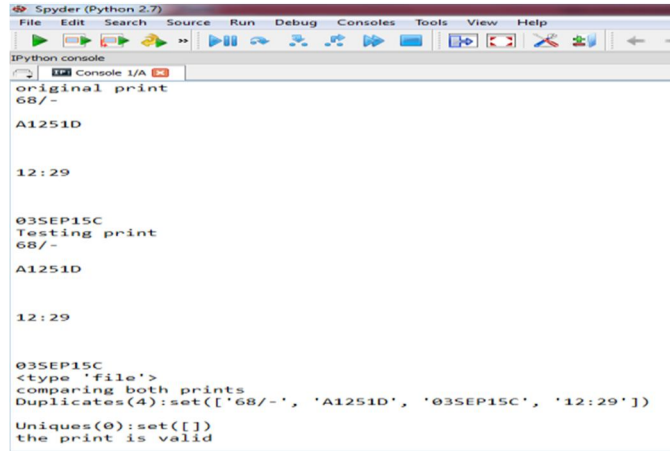 Spyder (Python 2.7)
File Edit Search Source Run Debug Consoles Tools View Help
IPython console
Console 1/A
original print
68/-
A1251D
12:29
03SEP15C
Testing print
68/-
A1251D
12:29
03SEP15C
<type 'file'>
comparing both prints
Duplicates(4):set(['68/-', 'A1251D', '03SEP15C', '12:29'])
Uniques(0):set([])
the print is valid